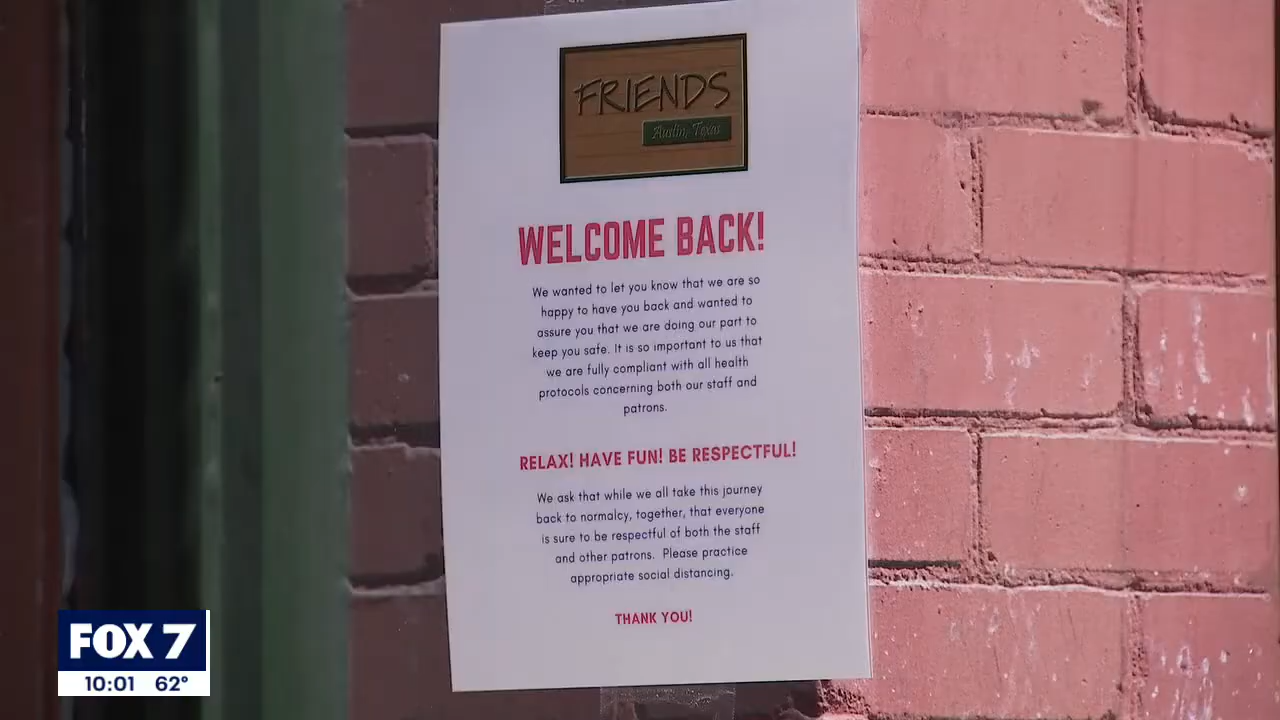 FRIENDS
Austin, Texas
WELCOME BACK!
We wanted to let you know that we are so
happy to have you back and wanted to
assure you that we are doing our part to
keep you safe. It is so important to us that
we are fully compliant with all health
protocols concerning both our staff and
patrons.
RELAX! HAVE FUN! BE RESPECTFUL!
We ask that while we all take this journey
back to normalcy, together, that everyone
is sure to be respectful of both the staff
and other patrons. Please practice
appropriate social distancing.
THANK YOU!
FOX 7
10:01 62°